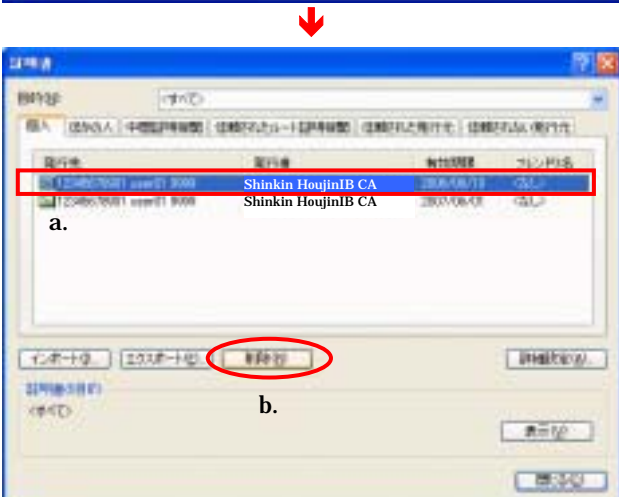 証明書
目的(N): <すべて>
個人 ほかの人 中間証明機関 信頼されたルート証明機関 信頼された発行元 信頼されない発行元
発行先 発行者 有効期限 フレンドリ名
Shinkin HoujinIB CA <なし>
Shinkin HoujinIB CA <なし>
a.
インポート(I)... エクスポート(E)... 削除(R) 詳細設定(A)...
証明書の目的
<すべて>
b.
表示(V)
閉じる(C)